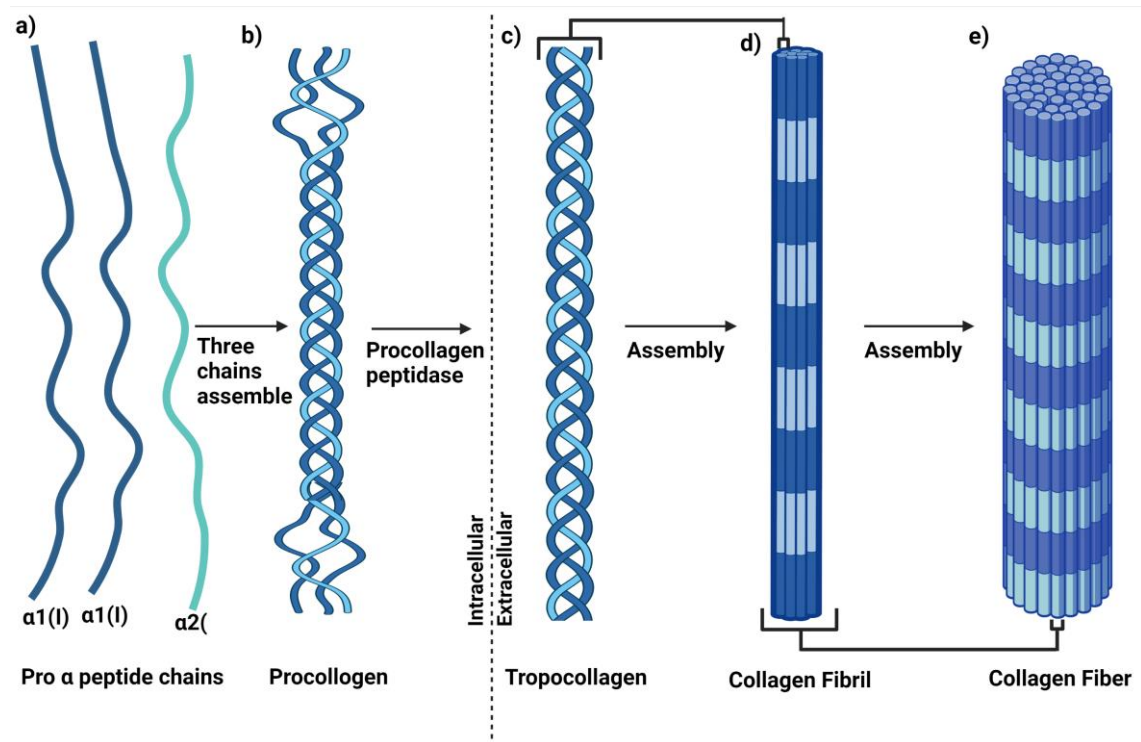 a)
b)
c)
d)
e)
Three
chains
assemble
Procollagen
peptidase
Intracellular
Extracellular
Assembly
Assembly
α1(I)
α1(I)
α2(
Pro α peptide chains
Procollogen
Tropocollagen
Collagen Fibril
Collagen Fiber